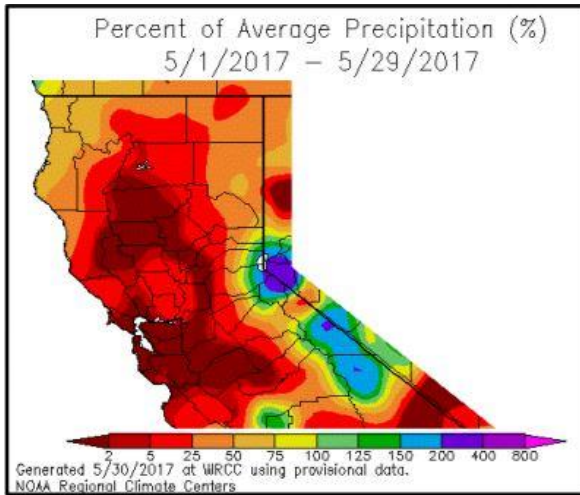 Percent of Average Precipitation (%)
5/1/2017 – 5/29/2017
2 5 25 50 75 100 125 150 200 400 800
Generated 5/30/2017 at WRCC using provisional data.
NOAA Regional Climate Centers